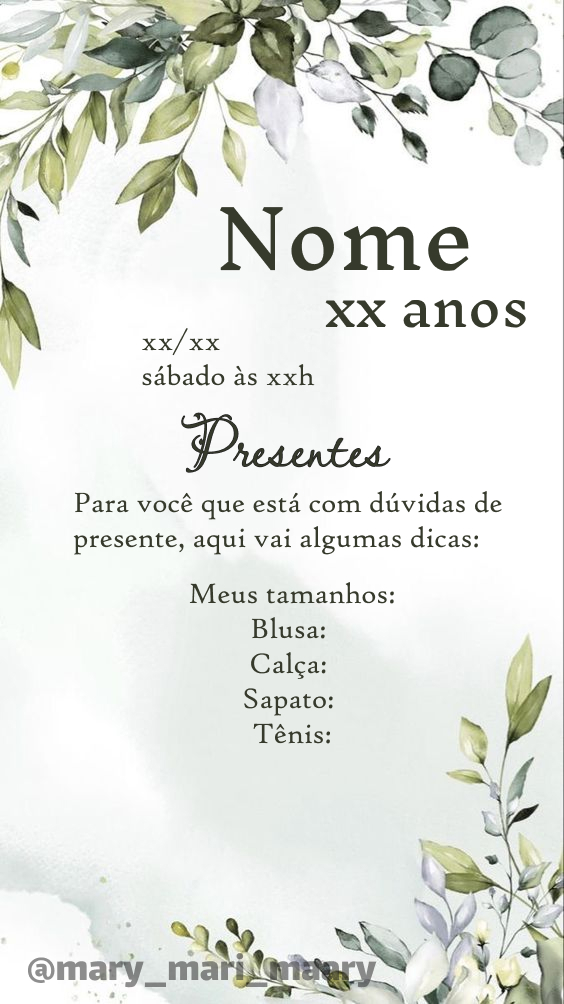 Nome
xx anos
xx/xx
sábado às xxh
Presentes
Para você que está com dúvidas de
presente, aqui vai algumas dicas:
Meus tamanhos:
Blusa:
Calça:
Sapato:
Tênis:
@mary_mari_maary